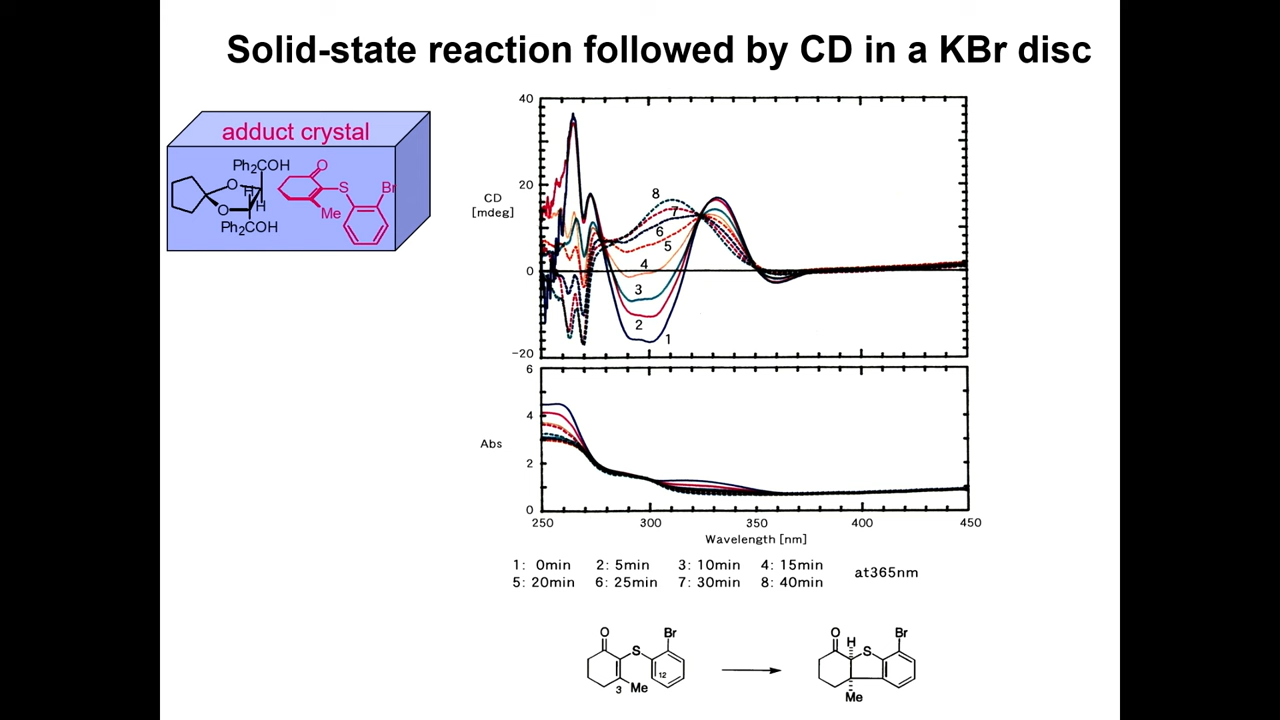 Solid-state reaction followed by CD in a KBr disc
adduct crystal
Ph2COH
O
O
H
H
Ph2COH
O
S
Br
Me
CD
[mdeg]
40
20
0
-20
8
7
6
5
4
3
2
1
Abs
6
4
2
0
250 300 350 400 450
Wavelength [nm]
1: 0min 2: 5min 3: 10min 4: 15min
5: 20min 6: 25min 7: 30min 8: 40min
at365nm
O
S
Br
12
3
Me
O
H
S
Br
Me